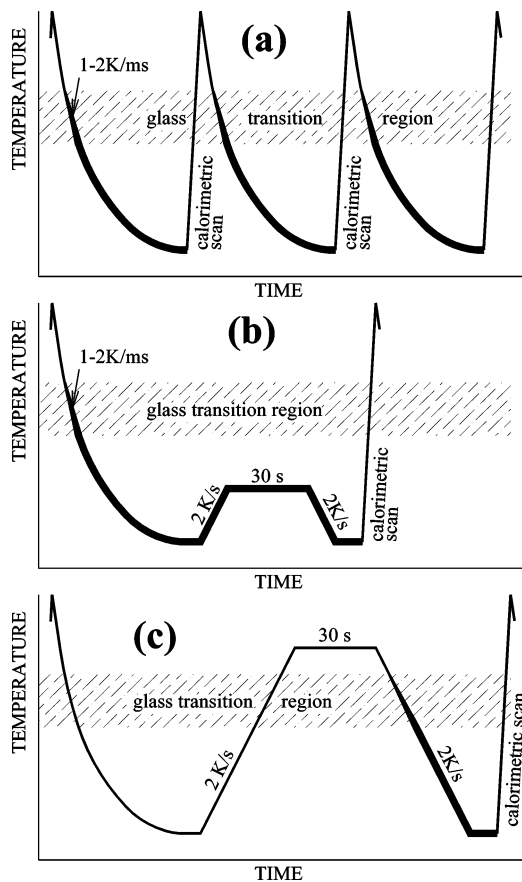 (a)
TEMPERATURE
1-2K/ms
glass transition region
calorimetric
scan
calorimetric
scan
TIME
(b)
TEMPERATURE
1-2K/ms
glass transition region
30 s
2 K/s
2K/s
calorimetric
scan
TIME
(c)
TEMPERATURE
30 s
glass transition region
2 K/s
2K/s
calorimetric scan
TIME